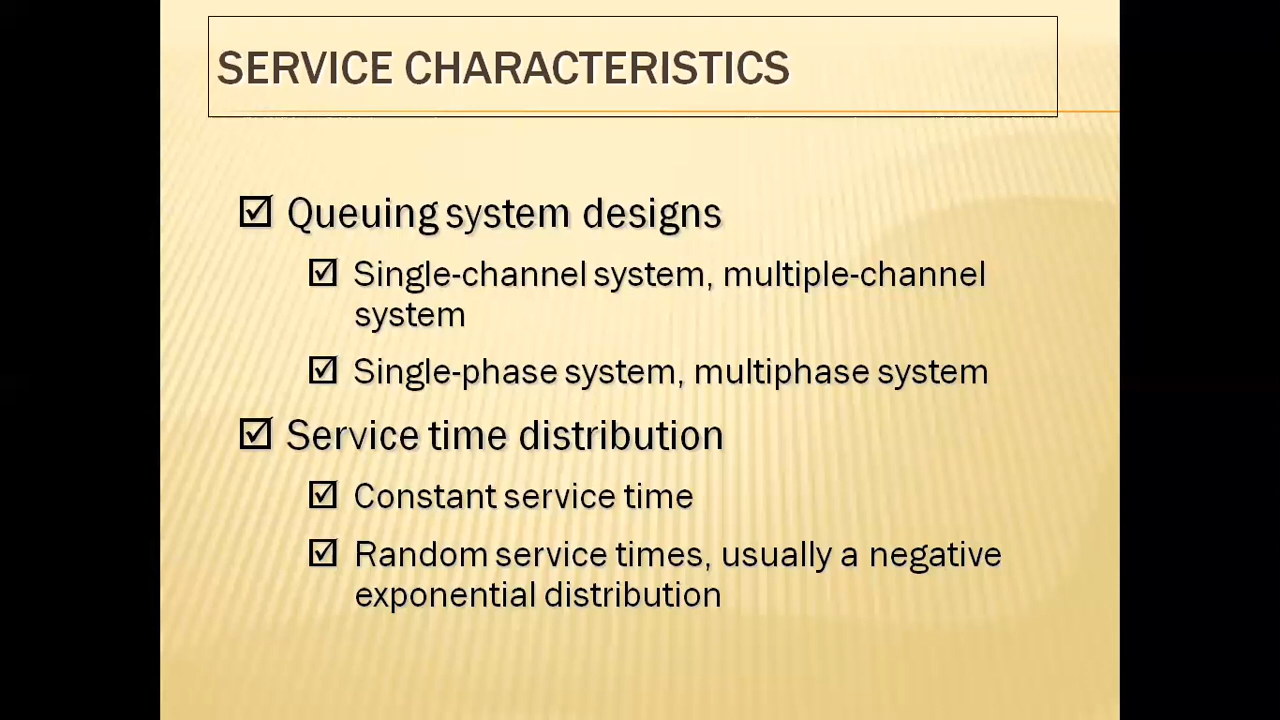 SERVICE CHARACTERISTICS
Queuing system designs
Single-channel system, multiple-channel
system
Single-phase system, multiphase system
Service time distribution
Constant service time
Random service times, usually a negative
exponential distribution